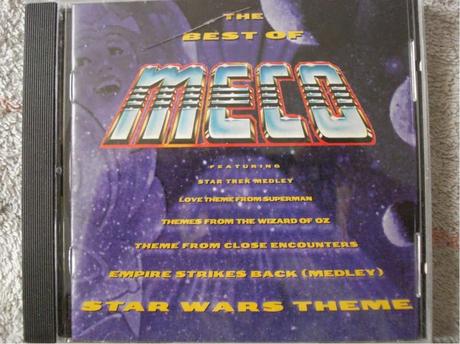 THE
BEST OF
MECO
FEATURING
STAR TREK MEDLEY
LOVE THEME FROM SUPERMAN
THEMES FROM THE WIZARD OF OZ
THEME FROM CLOSE ENCOUNTERS
EMPIRE STRIKES BACK (MEDLEY)
STAR WARS THEME